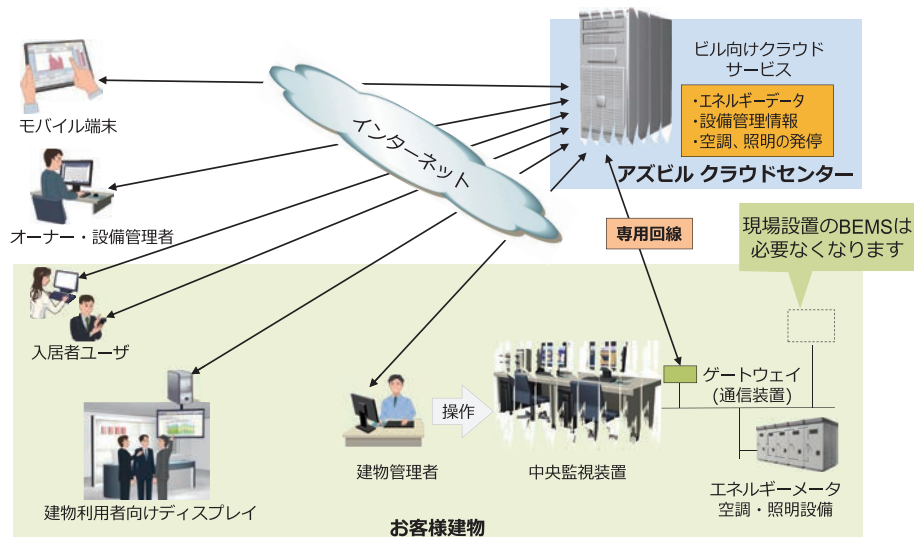 ビル向けクラウド
サービス
・エネルギーデータ
・設備管理情報
・空調、照明の発停
アズビル クラウドセンター
モバイル端末
インターネット
オーナー・設備管理者
専用回線
現場設置のBEMSは
必要なくなります
入居者ユーザ
ゲートウェイ
(通信装置)
操作
建物管理者
中央監視装置
エネルギーメータ
空調・照明設備
建物利用者向けディスプレイ
お客様建物